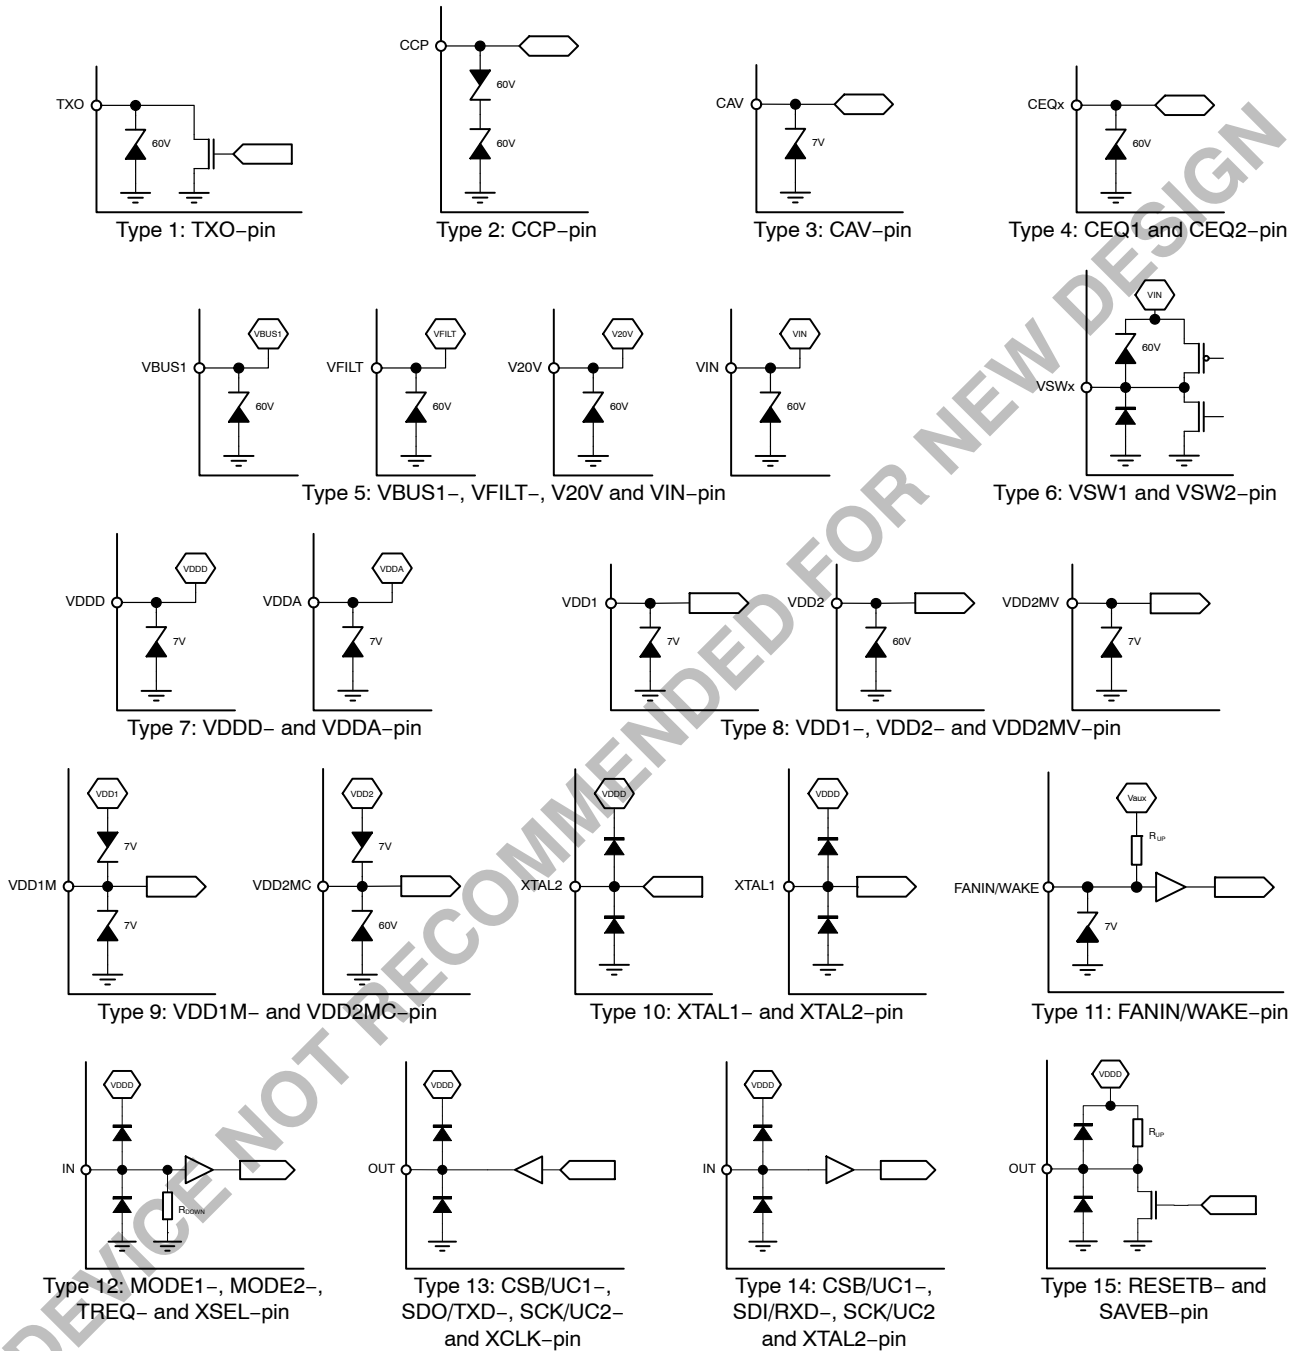 CCP
60V
60V
TXO
60V
CAV
7V
CEQx
60V
Type 1: TXO−pin
Type 2: CCP−pin
Type 3: CAV−pin
Type 4: CEQ1 and CEQ2−pin
VBUS1
VBUS1
60V
VFILT
VFILT
60V
V20V
V20V
60V
VIN
VIN
60V
VIN
60V
VSWx
Type 5: VBUS1−, VFILT−, V20V and VIN−pin
Type 6: VSW1 and VSW2−pin
VDDD
VDDD
7V
VDDA
VDDA
7V
VDD1
7V
VDD2
60V
VDD2MV
7V
Type 7: VDDD− and VDDA−pin
Type 8: VDD1−, VDD2− and VDD2MV−pin
VDD1
7V
VDD1M
7V
VDD2
7V
VDD2MC
60V
VDDD
XTAL2
VDDD
XTAL1
Vaux
RUP
FANIN/WAKE
7V
Type 9: VDD1M− and VDD2MC−pin
Type 10: XTAL1− and XTAL2−pin
Type 11: FANIN/WAKE−pin
VDDD
IN
RDOWN
VDDD
OUT
VDDD
IN
VDDD
RUP
OUT
Type 12: MODE1−, MODE2−,
TREQ− and XSEL−pin
Type 13: CSB/UC1−,
SDO/TXD−, SCK/UC2−
and XCLK−pin
Type 14: CSB/UC1−,
SDI/RXD−, SCK/UC2
and XTAL2−pin
Type 15: RESETB− and
SAVEB−pin
DEVICE NOT RECOMMENDED FOR NEW DESIGN